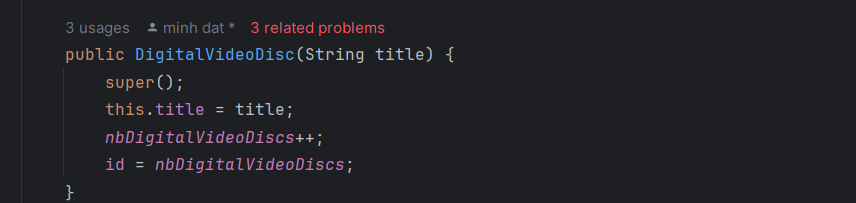 3 usages minh dat * 3 related problems
public DigitalVideoDisc(String title) {
super();
this.title = title;
nbDigitalVideoDiscs++;
id = nbDigitalVideoDiscs;
}